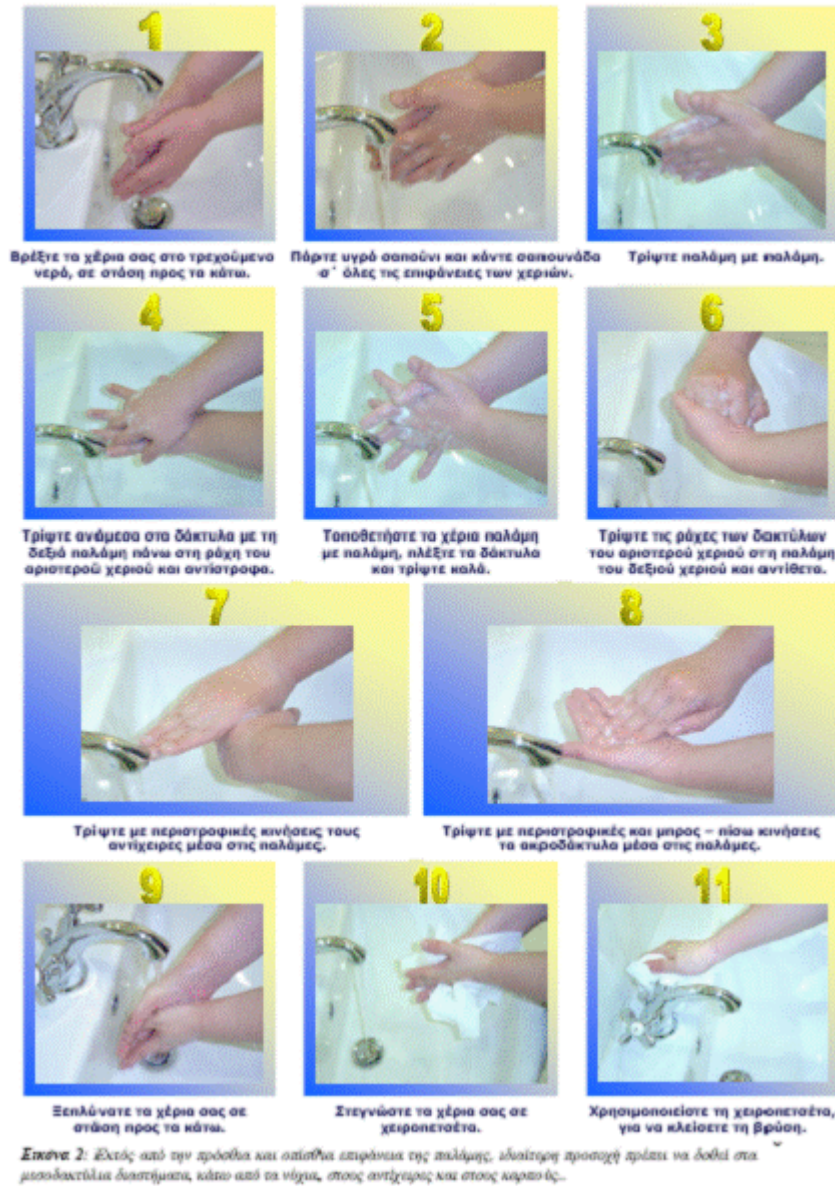 1
2
3
Βρέξτε τα χέρια σας στο τρεχούμενο
νερό, σε στάση προς τα κάτω.
Πάρτε υγρό σαπούνι και κάντε σαπουνάδα
σ' όλες τις επιφάνειες των χεριών.
Τρίψτε παλάμη με παλάμη.
4
5
6
Τρίψτε ανάμεσα στα δάκτυλα με τη
δεξιά παλάμη πάνω στη ράχη του
αριστερού χεριού και αντίστροφα.
Τοποθετήστε τα χέρια παλάμη
με παλάμη, πλέξτε τα δάκτυλα
και τρίψτε καλά.
Τρίψτε τις ράχες των δακτύλων
του αριστερού χεριού στη παλάμη
του δεξιού χεριού και αντίθετα.
7
8
Τρίψτε με περιστροφικές κινήσεις τους
αντίχειρες μέσα στις παλάμες.
Τρίψτε με περιστροφικές και μπρος – πίσω κινήσεις
τα ακροδάκτυλα μέσα στις παλάμες.
9
10
11
Ξεπλύνατε τα χέρια σας σε
στάση προς τα κάτω.
Στεγνώστε τα χέρια σας σε
χειροπετσέτα.
Χρησιμοποιείστε τη χειροπετσέτα,
για να κλείσετε τη βρύση.
Εικόνα 2: Εκτός από την πρόσθια και οπίσθια επιφάνεια της παλάμης, ιδιαίτερη προσοχή πρέπει να δοθεί στα
μεσοδακτύλια διαστήματα, κάτω από τα νύχια, στους αντίχειρες και στους καρπούς..